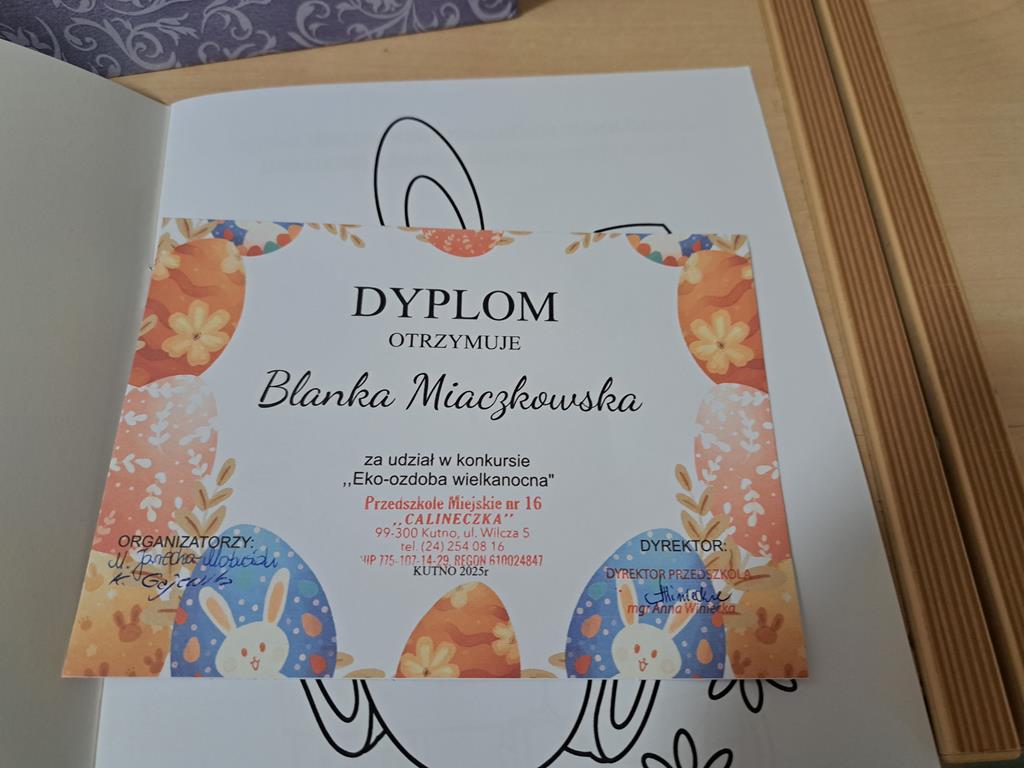 DYPLOM
OTRZYMUJE
Blanka Miaczkowska
za udział w konkursie
,,Eko-ozdoba wielkanocna"
Przedszkole Miejskie nr 16
,,CALINECZKA"
99-300 Kutno, ul. Wilcza 5
tel. (24) 254 08 16
NIP 775-107-14-29, REGON 610024847
KUTNO 2025r
ORGANIZATORZY:
DYREKTOR:
DYREKTOR PRZEDSZKOLA
mgr Anna Winiecka